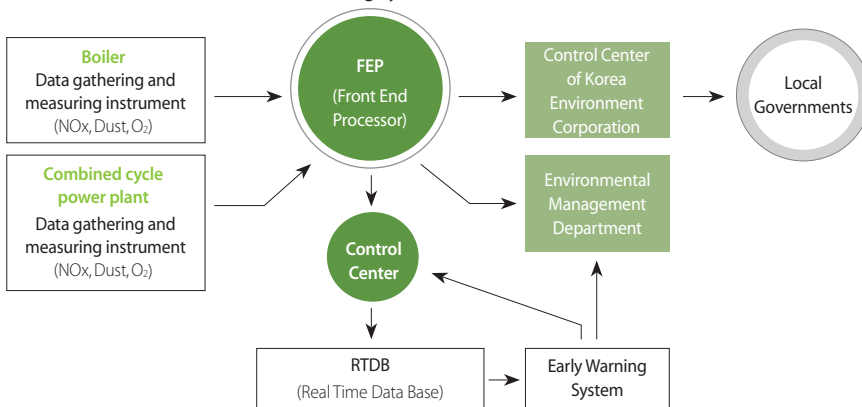 Boiler
Data gathering and
measuring instrument
(NOx, Dust, O₂)
Combined cycle
power plant
Data gathering and
measuring instrument
(NOx, Dust, O₂)
FEP
(Front End
Processor)
Control Center
of Korea
Environment
Corporation
Local
Governments
Environmental
Management
Department
Control
Center
RTDB
(Real Time Data Base)
Early Warning
System